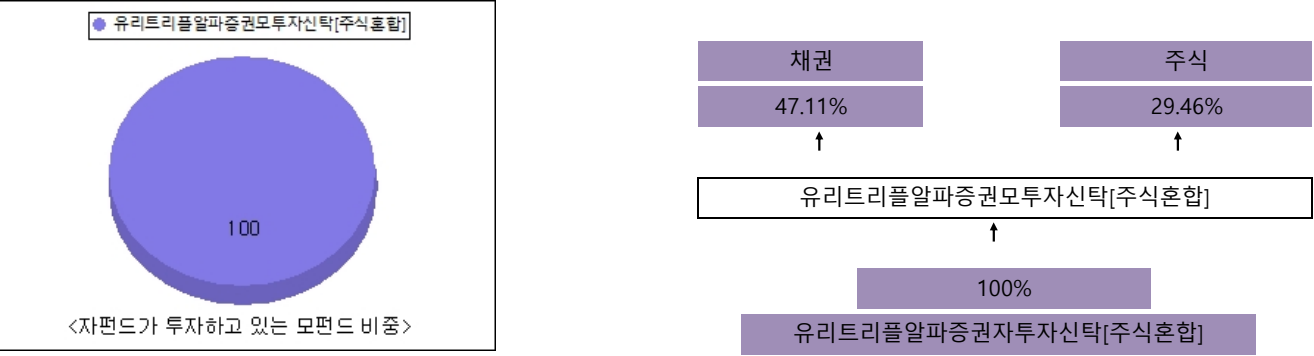 유리트리플알파증권모투자신탁[주식혼합]
100
<자펀드가 투자하고 있는 모펀드 비중>
채권
주식
47.11%
29.46%
유리트리플알파증권모투자신탁[주식혼합]
100%
유리트리플알파증권자투자신탁[주식혼합]